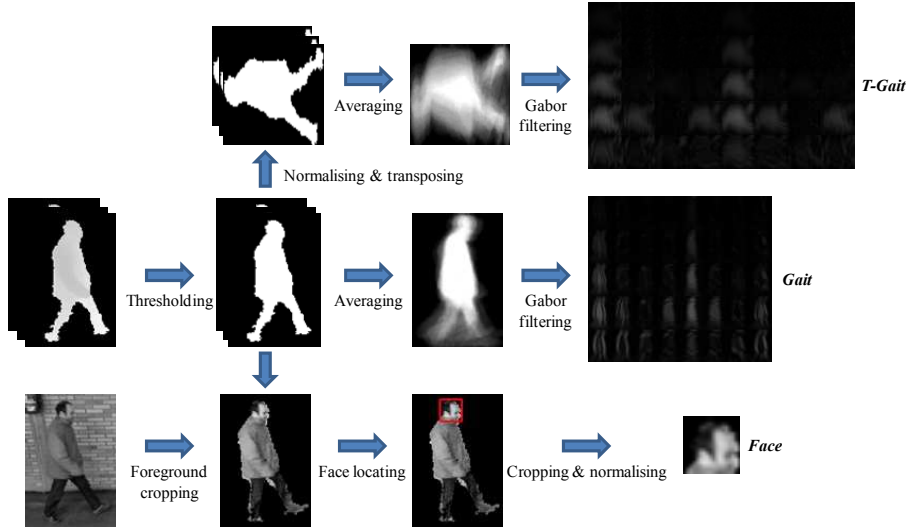 Averaging
Gabor
filtering
T-Gait
Normalising & transposing
Thresholding
Averaging
Gabor
filtering
Gait
Foreground
cropping
Face locating
Cropping & normalising
Face